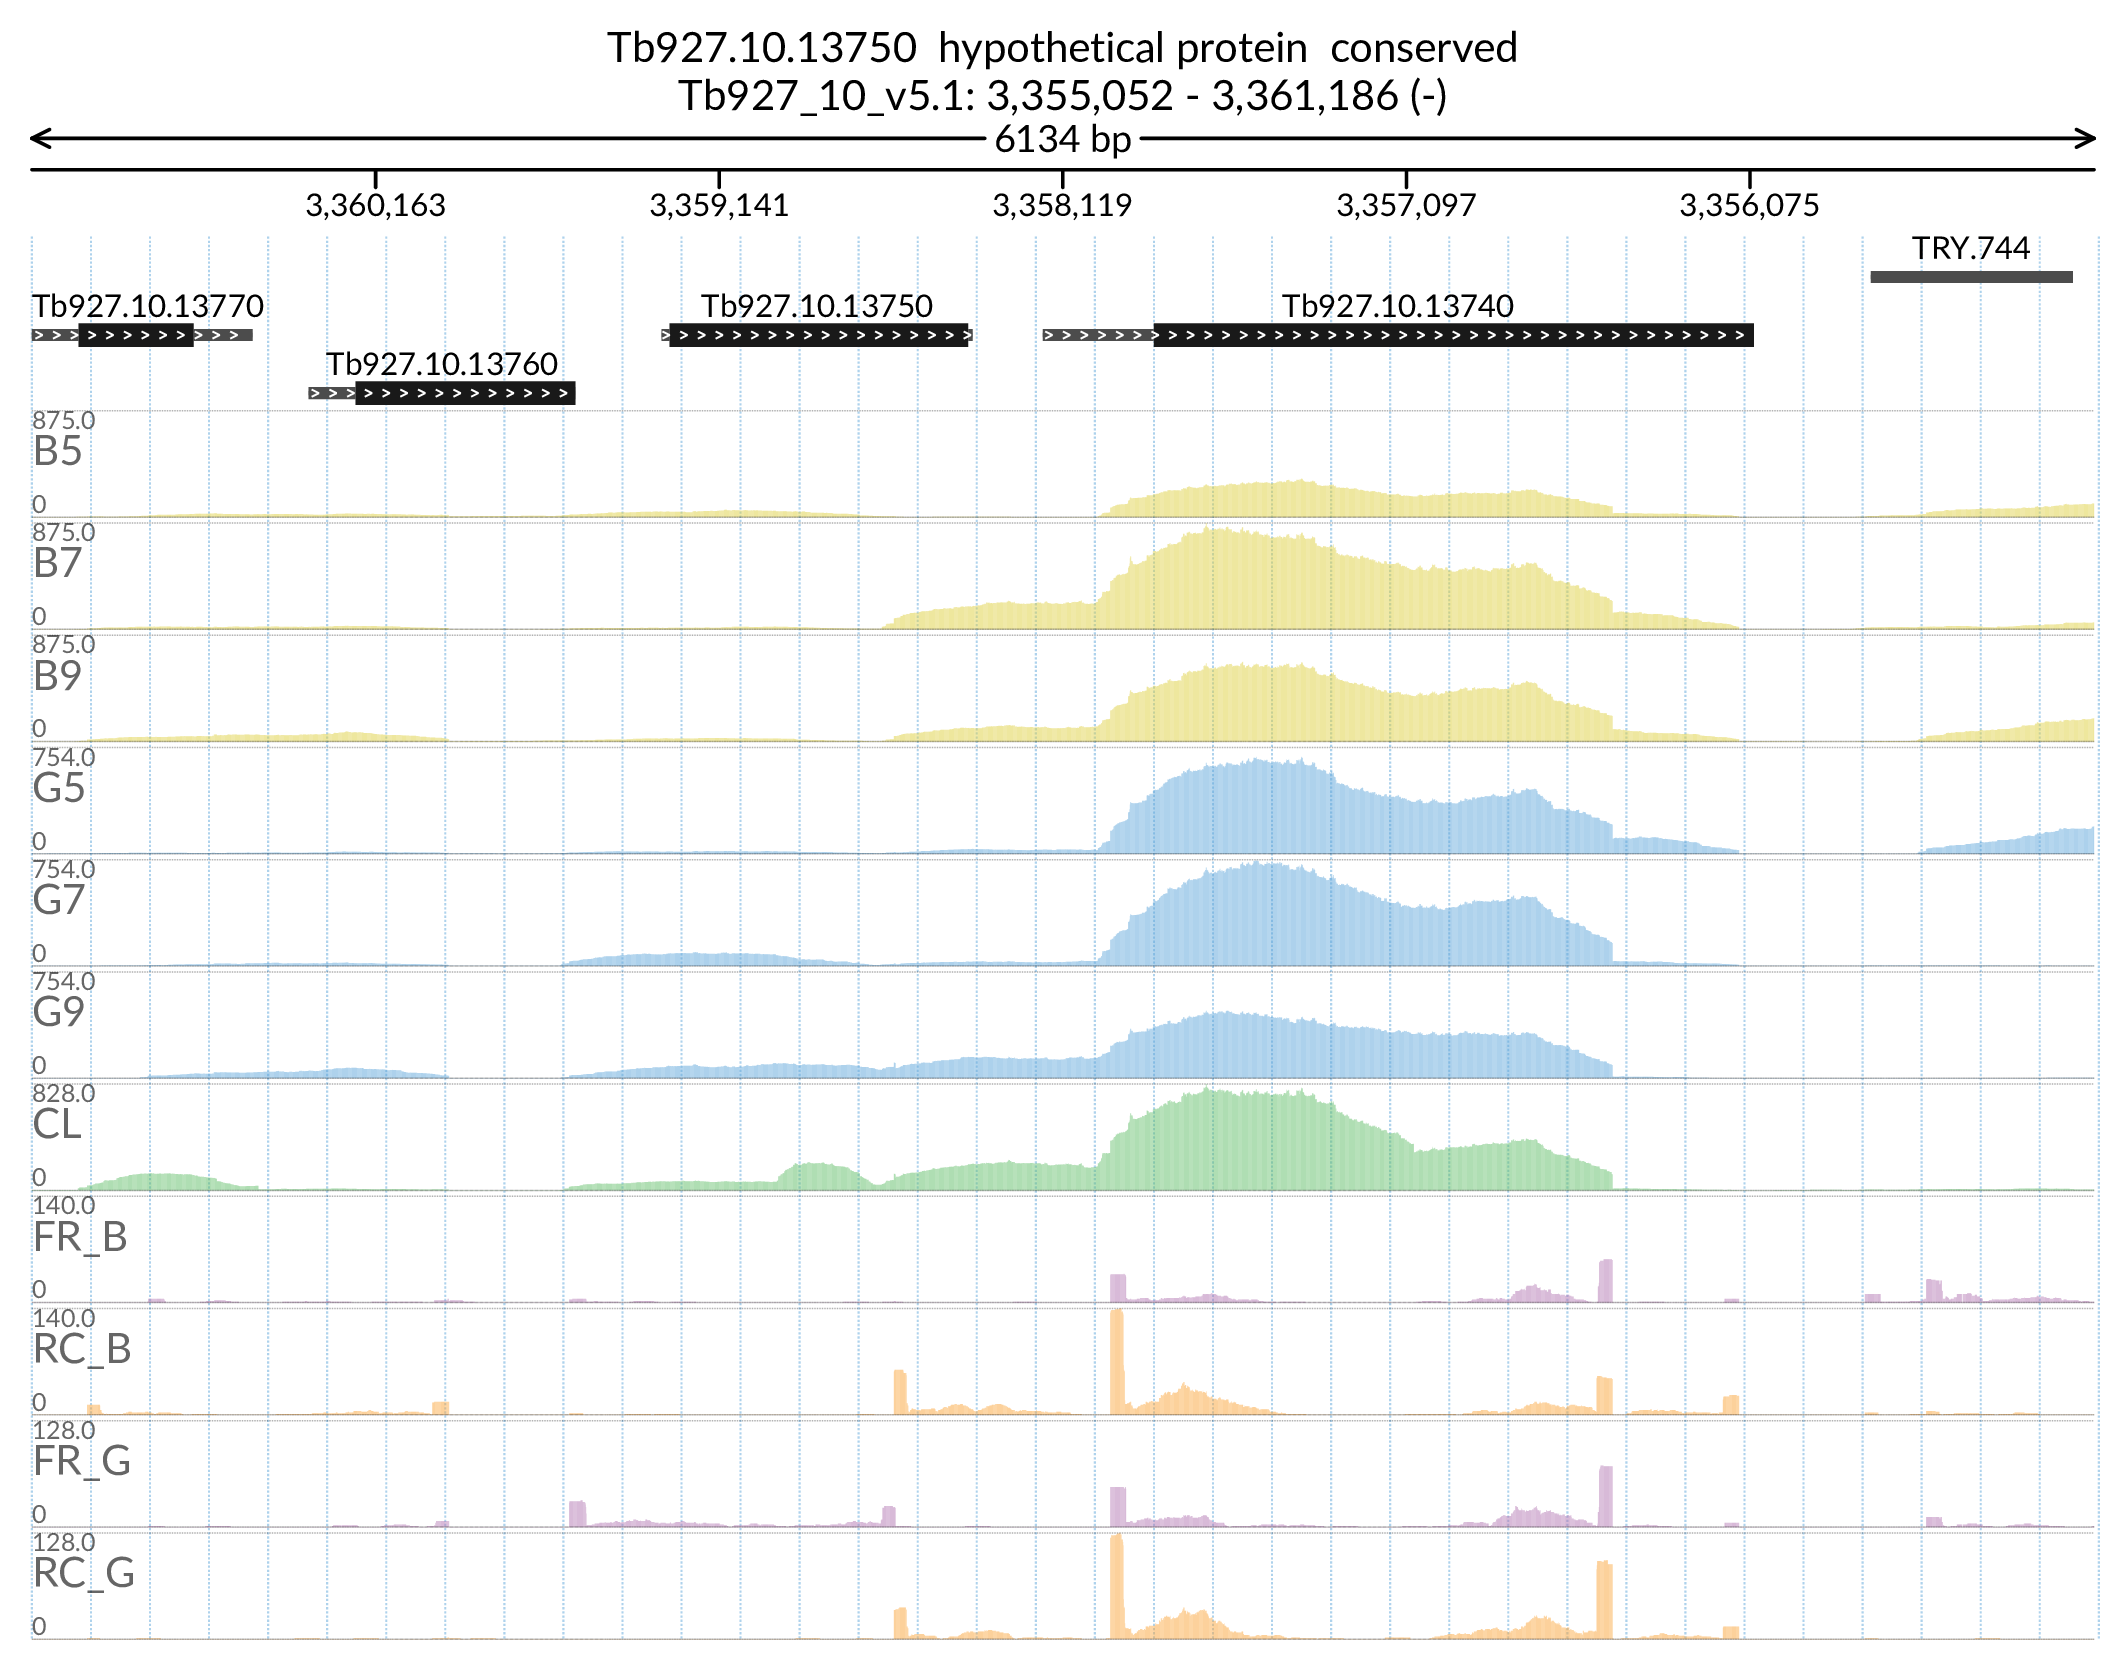 Tb927.10.13750  hypothetical protein  conserved
Tb927_10_v5.1: 3,355,052 - 3,361,186 (-)
6134 bp
3,360,163 3,359,141 3,358,119 3,357,097 3,356,075
TRY.744
Tb927.10.13770 Tb927.10.13750 Tb927.10.13740
Tb927.10.13760
875.0
B5
0
875.0
B7
0
875.0
B9
0
754.0
G5
0
754.0
G7
0
754.0
G9
0
828.0
CL
0
140.0
FR_B
0
140.0
RC_B
0
128.0
FR_G
0
128.0
RC_G
0